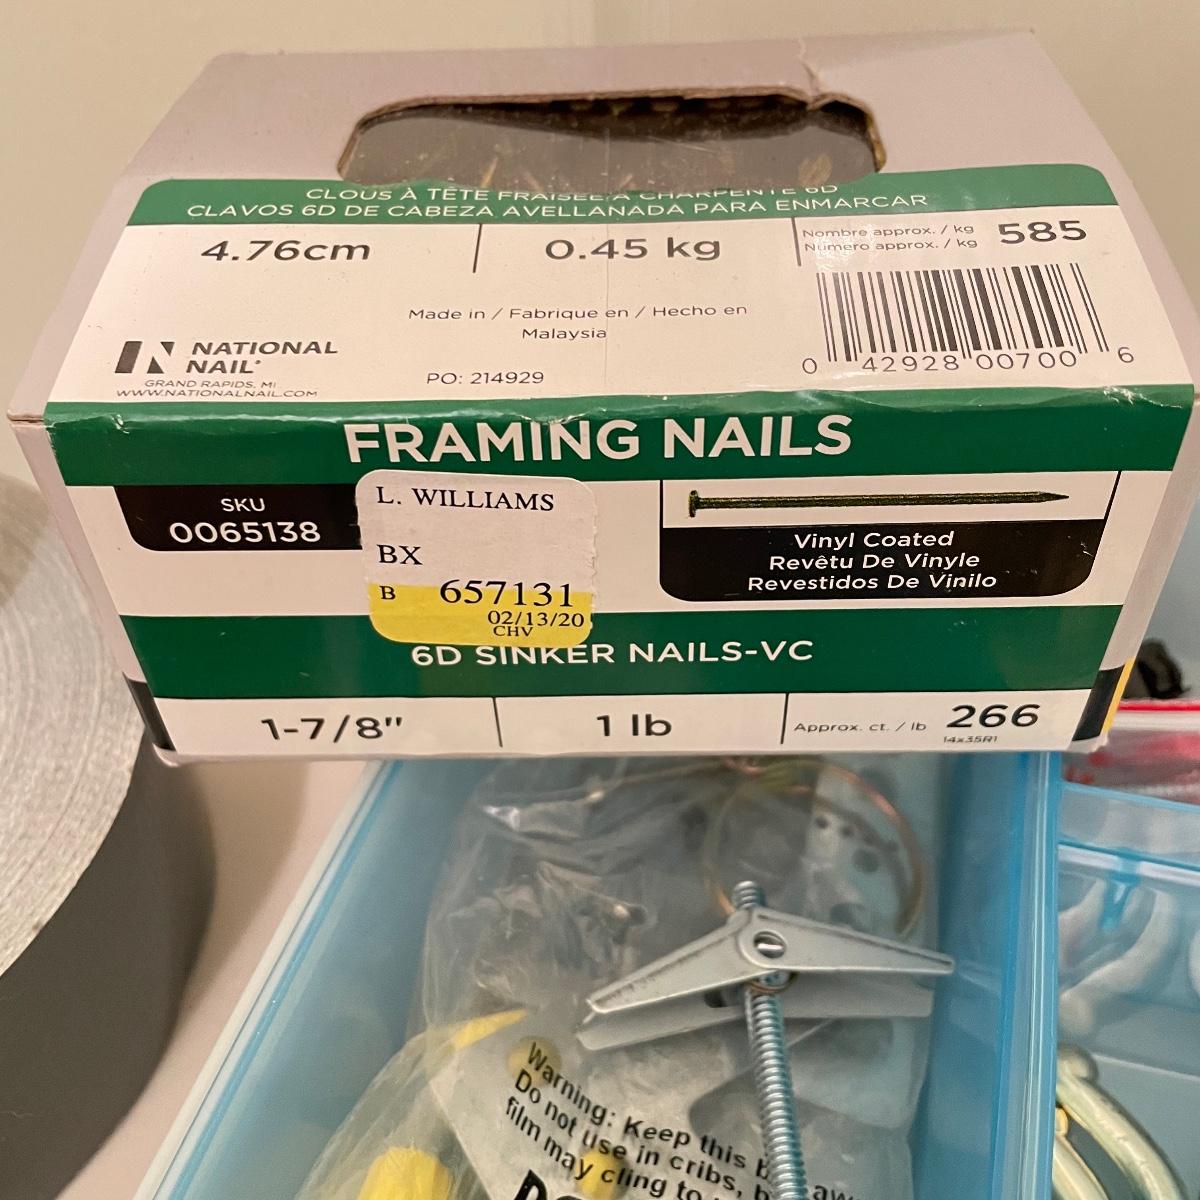 CLOUS À TÊTE FRAISÉE À CHARPENTE 6D
CLAVOS 6D DE CABEZA AVELLANADA PARA ENMARCAR
4.76cm
0.45 kg
Nombre approx. / kg
Número approx. / kg
585
Made in / Fabrique en / Hecho en
Malaysia
NATIONAL
NAIL
GRAND RAPIDS, MI
WWW.NATIONALNAIL.COM
PO: 214929
0 42928 00700 6
FRAMING NAILS
SKU
0065138
L. WILLIAMS
BX
B 657131
02/13/20
CHV
Vinyl Coated
Revêtu De Vinyle
Revestidos De Vinilo
6D SINKER NAILS-VC
1-7/8"
1 lb
Approx. ct. / lb 266
14x35R1
Warning: Keep this
Do not use in cribs,
film may cling to